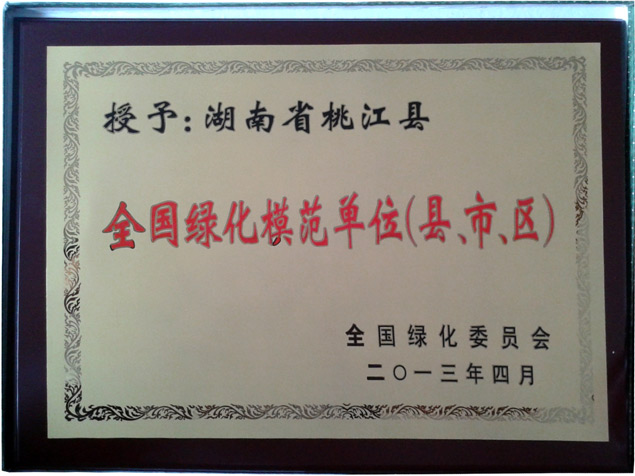 授予:湖南省桃江县
全国绿化模范单位(县、市、区)
全国绿化委员会
二〇一三年四月